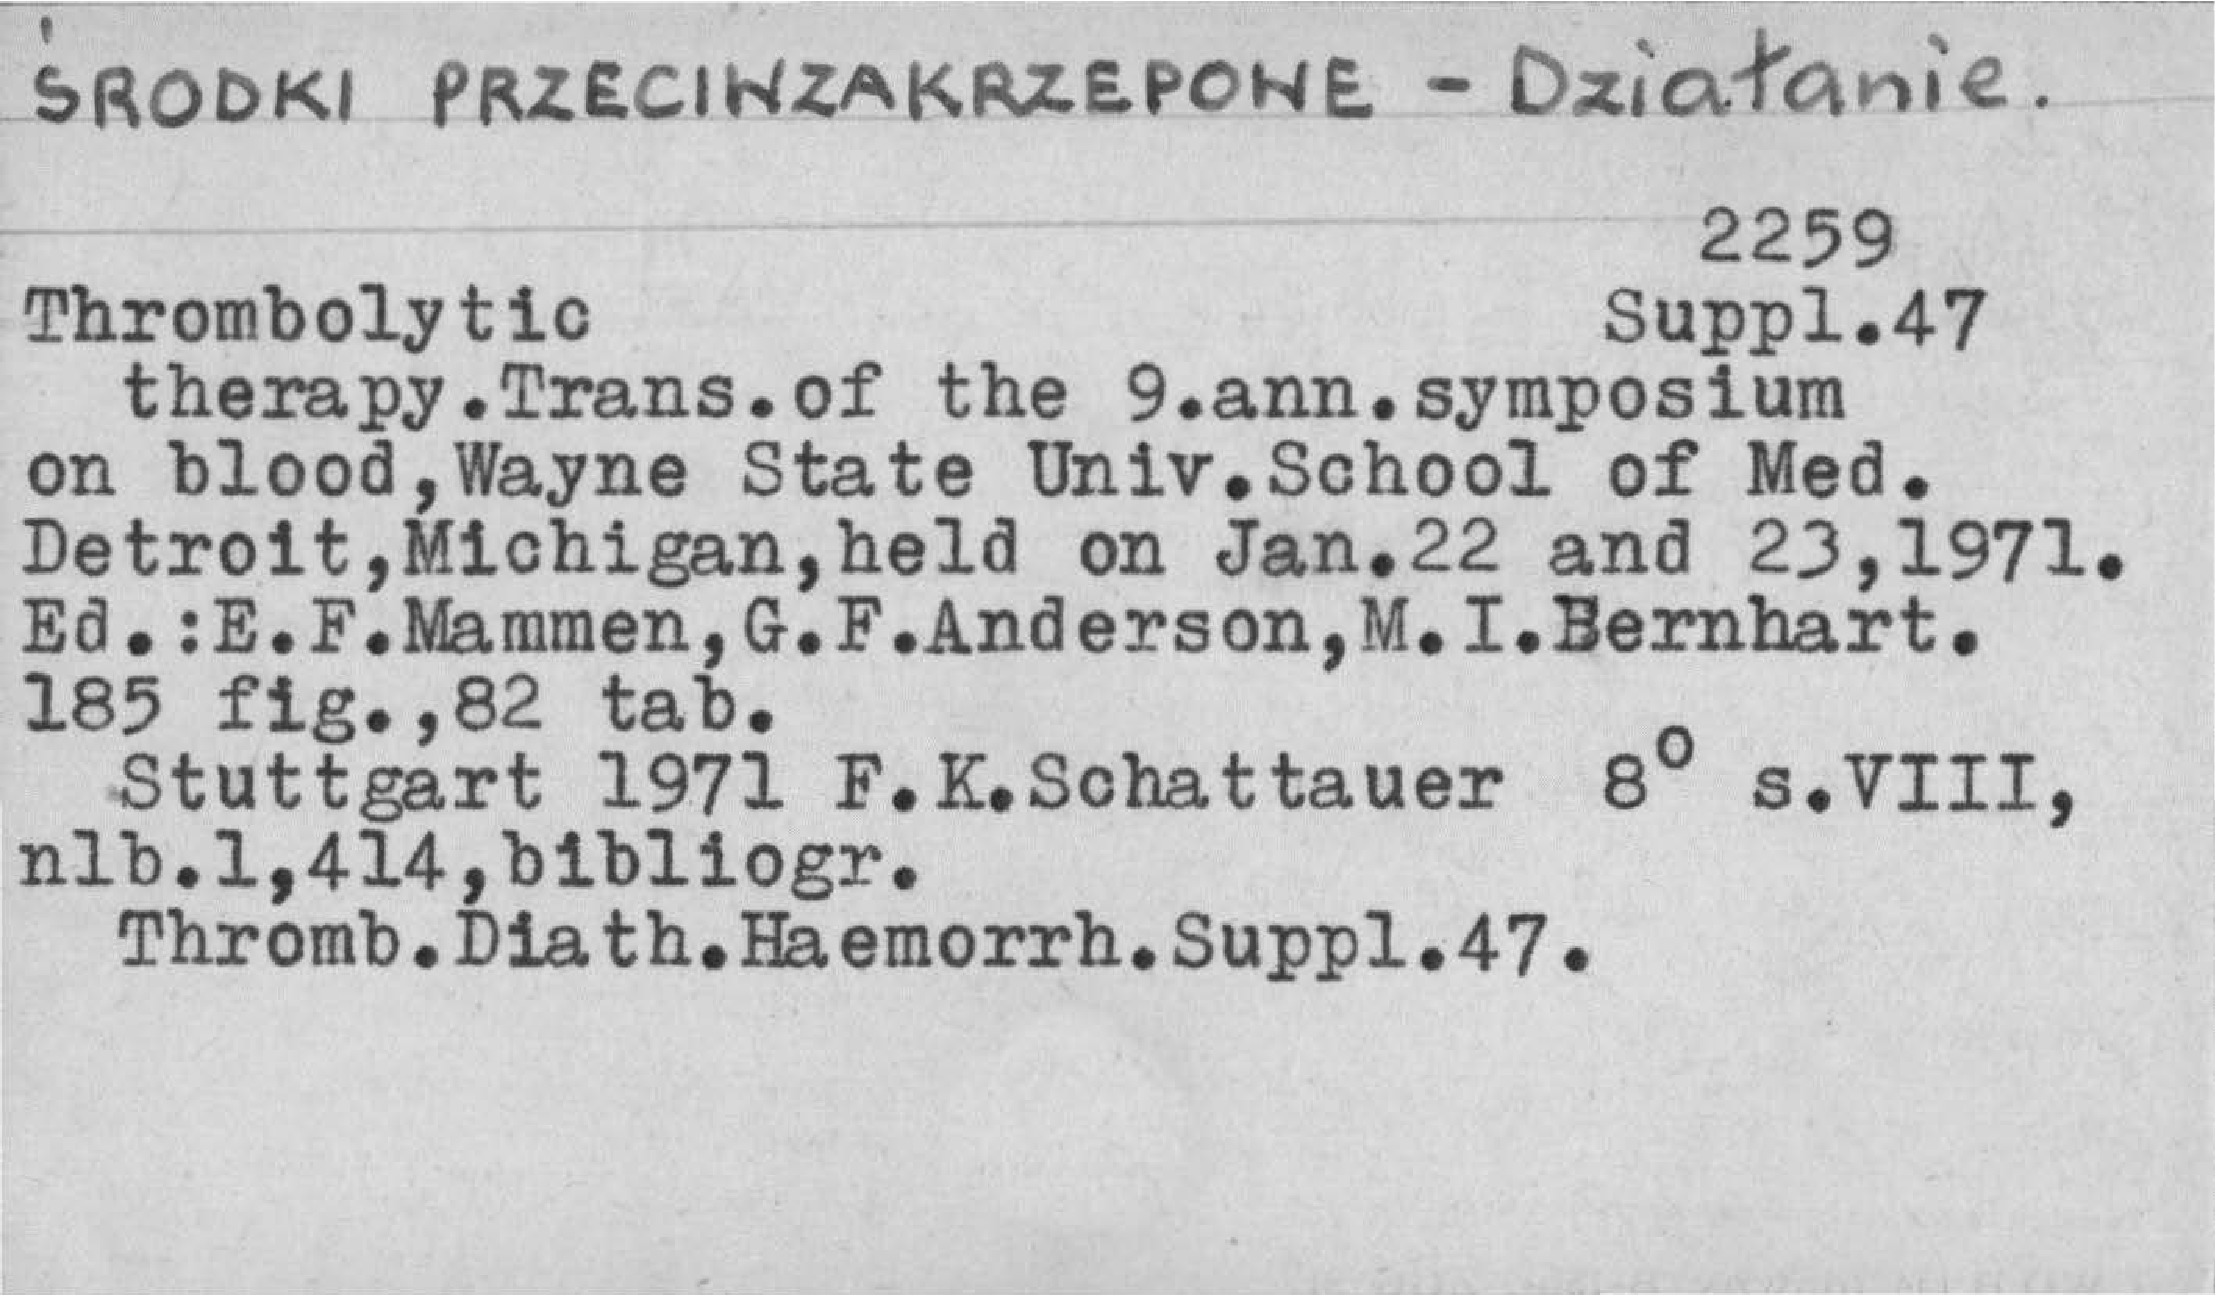 ŚRODKI PRZECIWZAKRZEPOWE - Działanie.
2259
Thrombolytic Suppl.47
therapy.Trans.of the 9.ann.symposium
on blood,Wayne State Univ.School of Med.
Detroit,Michigan,held on Jan.22 and 23,1971.
Ed.:E.F.Mammen,G.F.Anderson,M.I.Bernhart.
185 fig.,82 tab.
Stuttgart 1971 F.K.Schattauer 8° s.VIII,
nlb.1,414,bibliogr.
Thromb.Diath.Haemorrh.Suppl.47.